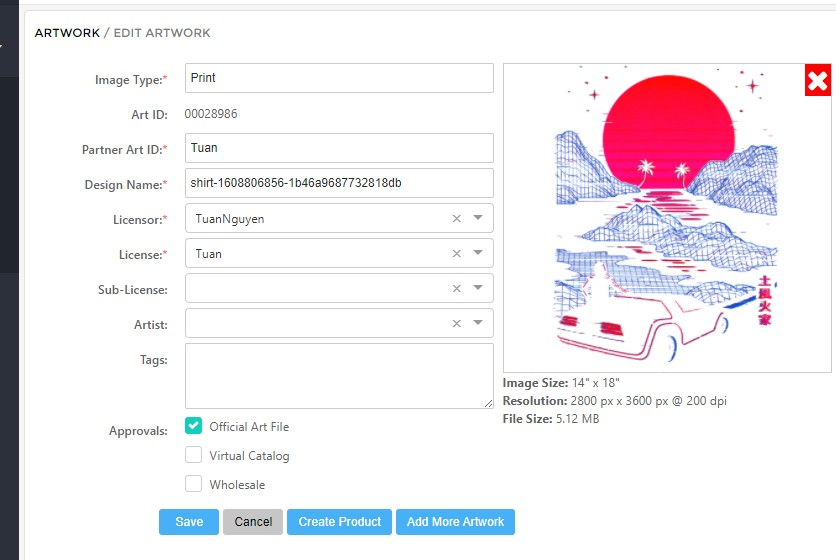 ARTWORK / EDIT ARTWORK
Image Type:* Print
Art ID: 00028986
Partner Art ID:* Tuan
Design Name:* shirt-1608806856-1b46a9687732818db
Licensor:* TuanNguyen
License:* Tuan
Sub-License:
Artist:
Tags:
Approvals: Official Art File
Virtual Catalog
Wholesale
Save Cancel Create Product Add More Artwork
土風火家
Image Size: 14" x 18"
Resolution: 2800 px x 3600 px @ 200 dpi
File Size: 5.12 MB